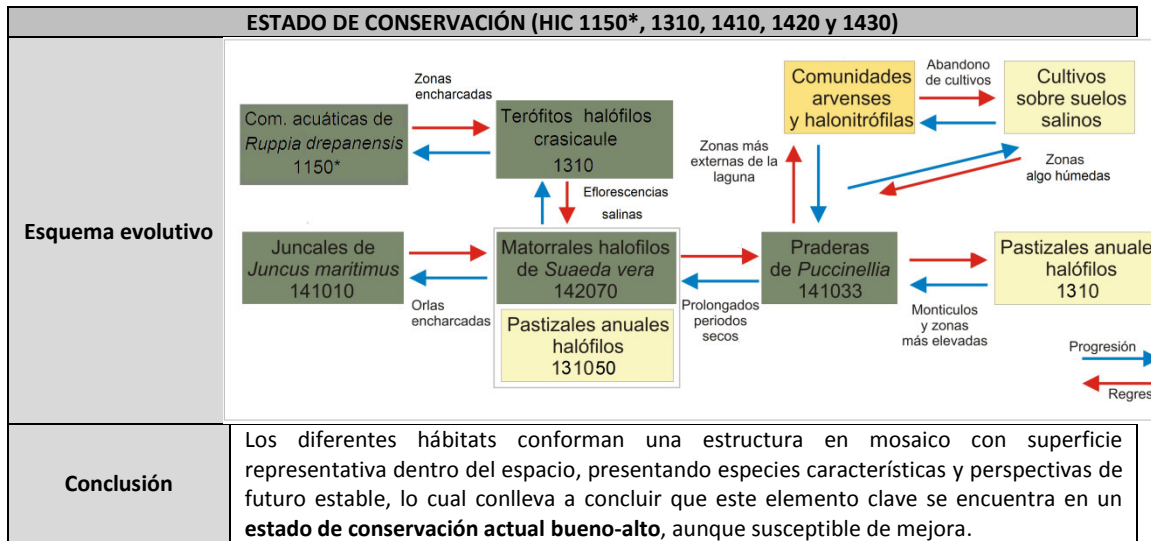 ESTADO DE CONSERVACIÓN (HIC 1150*, 1310, 1410, 1420 y 1430)
Esquema evolutivo
Com. acuáticas de
Ruppia drepanensis
1150*
Zonas
encharcadas
Terófitos halófilos
crasicaule
1310
Eflorescencias
salinas
Comunidades
arvenses
y halonitrófilas
Abandono
de cultivos
Cultivos
sobre suelos
salinos
Zonas más
externas de la
laguna
Zonas
algo húmedas
Juncales de
Juncus maritimus
141010
Orlas
encharcadas
Matorrales halofilos
de Suaeda vera
142070
Pastizales anuales
halófilos
131050
Prolongados
periodos
secos
Praderas
de Puccinellia
141033
Monticulos
y zonas
más elevadas
Pastizales anuale
halófilos
1310
Progresión
Regres
Conclusión
Los diferentes hábitats conforman una estructura en mosaico con superficie
representativa dentro del espacio, presentando especies características y perspectivas de
futuro estable, lo cual conlleva a concluir que este elemento clave se encuentra en un
estado de conservación actual bueno-alto, aunque susceptible de mejora.